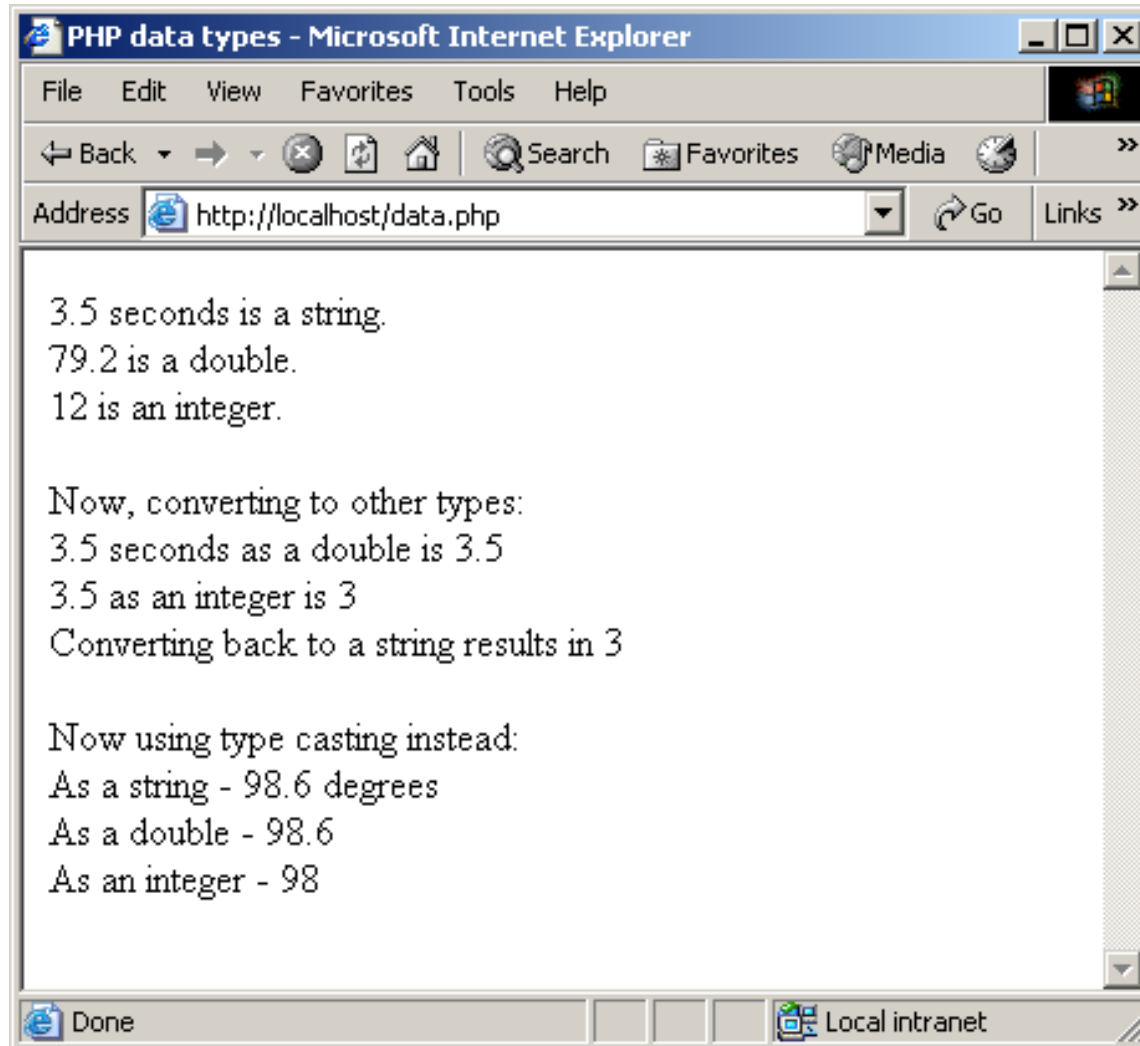 PHP data types - Microsoft Internet Explorer
File Edit View Favorites Tools Help
Back Search Favorites Media »
Address http://localhost/data.php Go Links »
3.5 seconds is a string.
79.2 is a double.
12 is an integer.
Now, converting to other types:
3.5 seconds as a double is 3.5
3.5 as an integer is 3
Converting back to a string results in 3
Now using type casting instead:
As a string - 98.6 degrees
As a double - 98.6
As an integer - 98
Done Local intranet